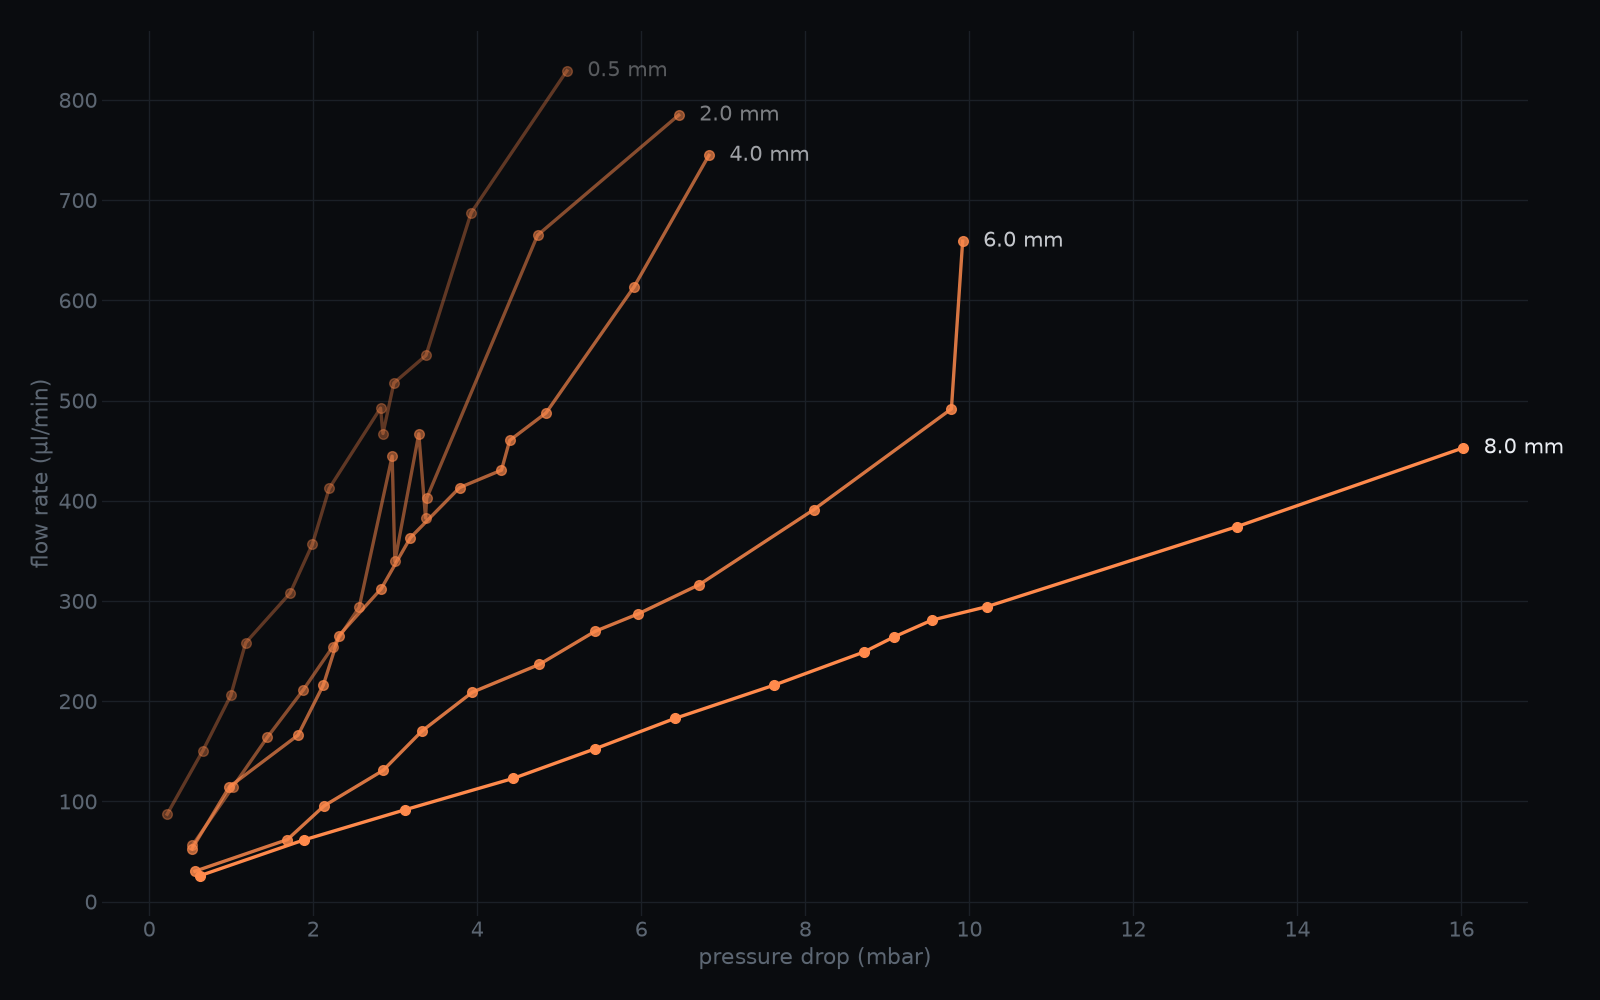 0.5 mm
2.0 mm
4.0 mm
6.0 mm
8.0 mm
800
700
600
500
400
300
200
100
0
flow rate (µl/min)
0 2 4 6 8 10 12 14 16
pressure drop (mbar)